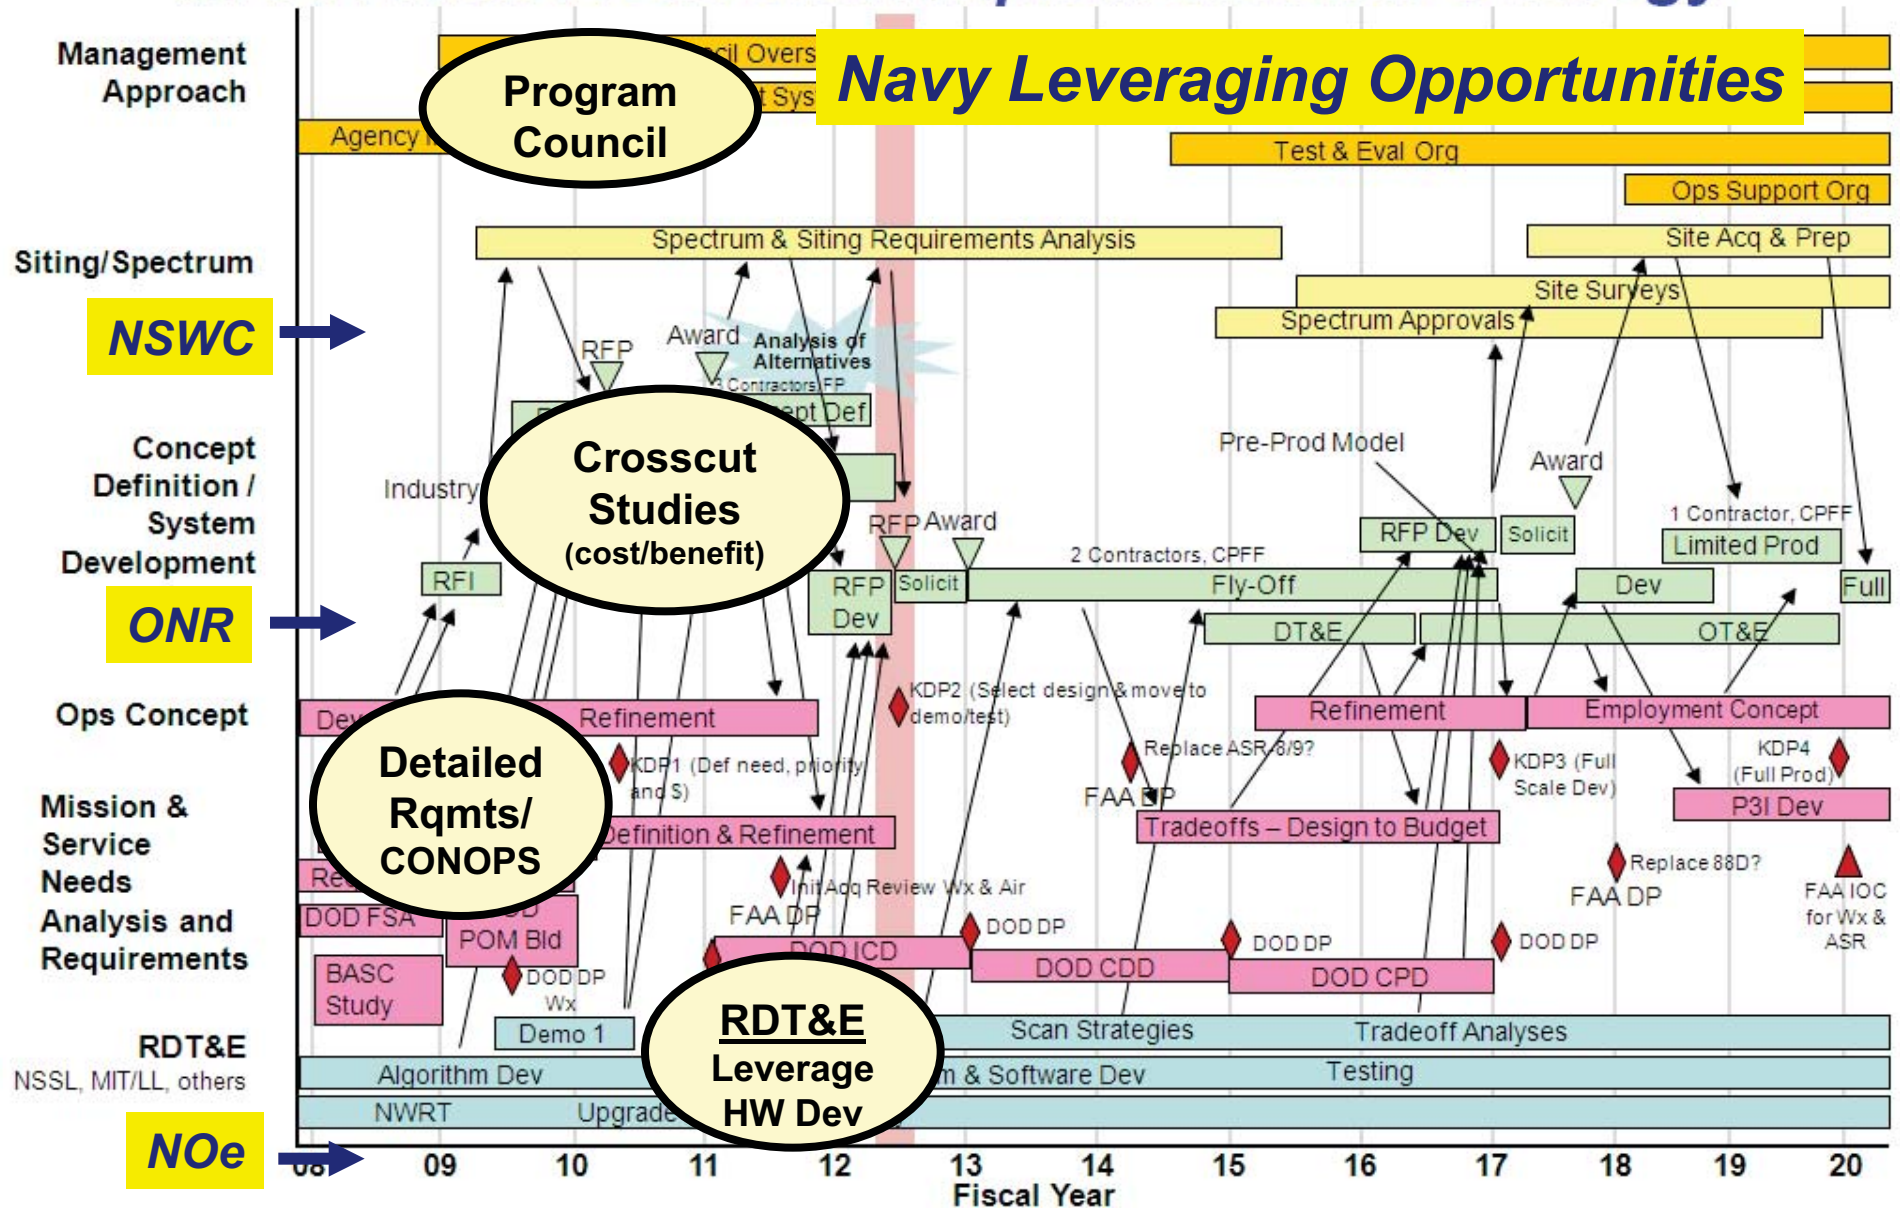 Navy Leveraging Opportunities
Management
Approach
Program
Council
Agency
Test & Eval Org
Ops Support Org
Siting/Spectrum
Spectrum & Siting Requirements Analysis
Site Acq & Prep
Site Surveys
Spectrum Approvals
NSWC
RFP
Award
Analysis of
Alternatives
3 Contractors, FP
Def
Concept
Definition /
System
Development
Industry
Crosscut
Studies
(cost/benefit)
RFP
Award
Pre-Prod Model
Award
RFP Dev
Solicit
1 Contractor, CPFF
Limited Prod
2 Contractors, CPFF
RFI
RFP
Dev
Solicit
Fly-Off
Dev
Full
DT&E
OT&E
ONR
Ops Concept
Refinement
KDP2 (Select design & move to
demo/test)
Refinement
Employment Concept
Detailed
Rqmts/
CONOPS
KDP1 (Def need, priority
and $)
Replace ASR-8/9?
FAA DP
KDP3 (Full
Scale Dev)
KDP4
(Full Prod)
Mission &
Service
Needs
Analysis and
Requirements
Definition & Refinement
Tradeoffs – Design to Budget
P3I Dev
Init Acq Review Wx & Air
FAA DP
Replace 88D?
FAA DP
FAA IOC
for Wx &
ASR
DOD FSA
POM Bld
DOD DP
Wx
DOD ICD
DOD DP
DOD CDD
DOD DP
DOD CPD
DOD DP
BASC
Study
RDT&E
NSSL, MIT/LL, others
Demo 1
RDT&E
Leverage
HW Dev
Scan Strategies
Tradeoff Analyses
Algorithm Dev
& Software Dev
Testing
NWRT
Upgrade
NOe
08 09 10 11 12 13 14 15 16 17 18 19 20
Fiscal Year